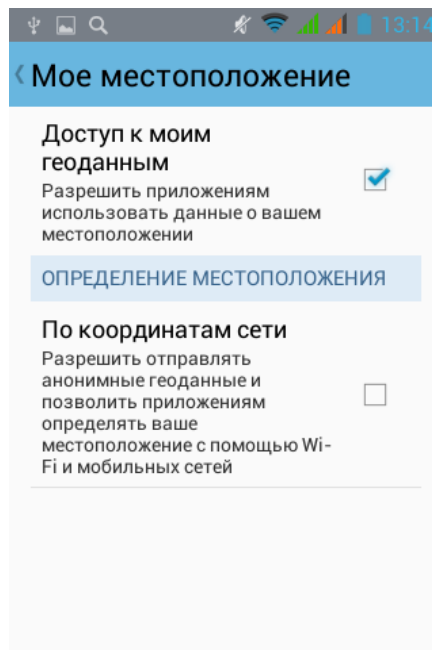 13:14
Мое местоположение
Доступ к моим
геоданным
Разрешить приложениям
использовать данные о вашем
местоположении
ОПРЕДЕЛЕНИЕ МЕСТОПОЛОЖЕНИЯ
По координатам сети
Разрешить отправлять
анонимные геоданные и
позволить приложениям
определять ваше
местоположение с помощью Wi-
Fi и мобильных сетей